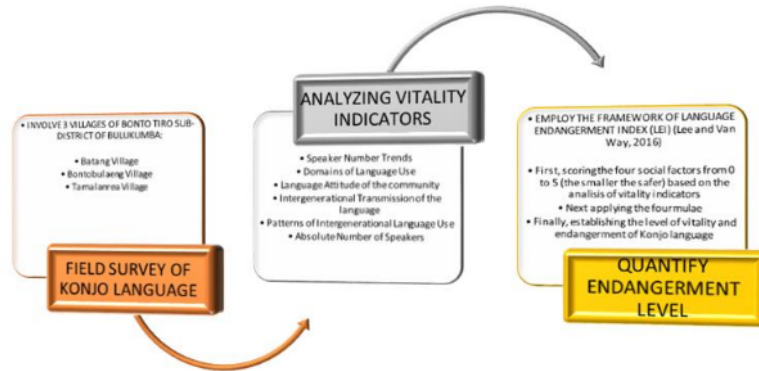 • INVOLVE 3 VILLAGES OF BONTO TIRO SUB-
DISTRICT OF BULUKUMBA:
• Batang Village
• Bontobulaeng Village
• Tamalanrea Village
FIELD SURVEY OF
KONJO LANGUAGE
ANALYZING VITALITY
INDICATORS
• Speaker Number Trends
• Domains of Language Use
• Language Attitude of the community
• Intergenerational Transmission of the
language
• Patterns of Intergenerational Language Use
• Absolute Number of Speakers
• EMPLOY THE FRAMEWORK OF LANGUAGE
ENDANGERMENT INDEX (LEI) (Lee and Van
Way, 2016)
• First, scoring the four social factors from 0
to 5 (the smaller the safer) based on the
analisis of vitality indicators
• Next applying the fourmulae
• Finally, establishing the level of vitality and
endangerment of Konjo language
QUANTIFY
ENDANGERMENT
LEVEL